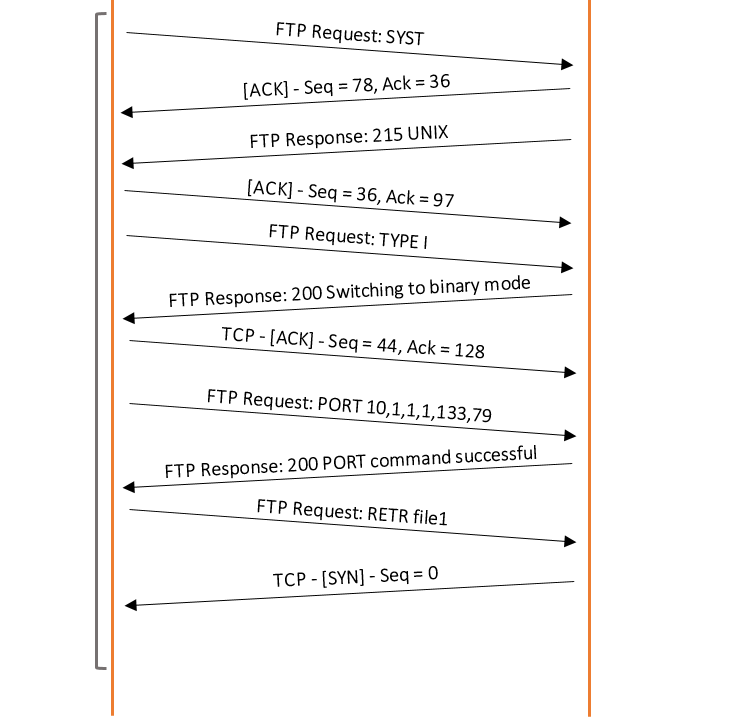 FTP Request: SYST
[ACK] - Seq = 78, Ack = 36
FTP Response: 215 UNIX
[ACK] - Seq = 36, Ack = 97
FTP Request: TYPE I
FTP Response: 200 Switching to binary mode
TCP - [ACK] - Seq = 44, Ack = 128
FTP Request: PORT 10,1,1,1,133,79
FTP Response: 200 PORT command successful
FTP Request: RETR file1
TCP - [SYN] - Seq = 0